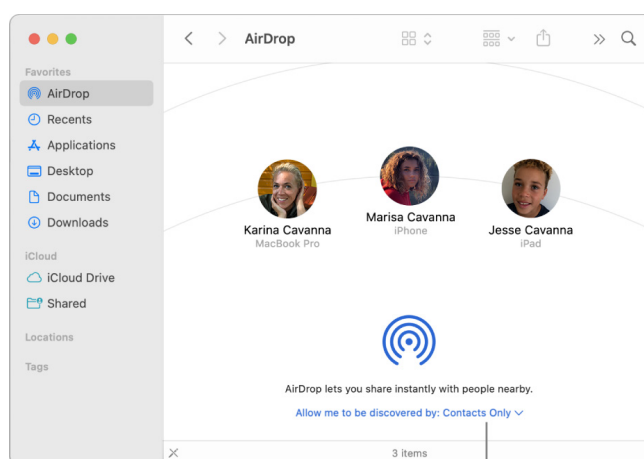 AirDrop
Favorites
AirDrop
Recents
Applications
Desktop
Documents
Downloads
iCloud
iCloud Drive
Shared
Locations
Tags
Karina Cavanna
MacBook Pro
Marisa Cavanna
iPhone
Jesse Cavanna
iPad
AirDrop lets you share instantly with people nearby.
Allow me to be discovered by: Contacts Only
3 items